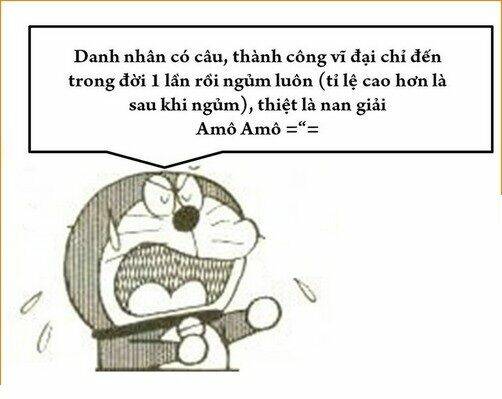 Danh nhân có câu, thành công vĩ đại chỉ đến
trong đời 1 lần rồi ngủm luôn (tỉ lệ cao hơn là
sau khi ngủm), thiệt là nan giải
Amô Amô =“=